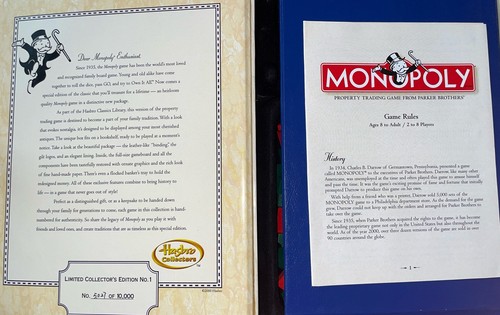 Dear Monopoly® Enthusiast:
Since 1935, the Monopoly game has been the world's most loved
and recognized family board game. Young and old alike have come
together to roll the dice, pass GO, and try to Own It All!® Now comes a
special edition of the classic that you'll treasure for a lifetime — an heirloom
quality Monopoly game in a distinctive new package.
As part of the Hasbro Classics Library, this version of the property
trading game is destined to become a part of your family tradition. With a look
that evokes nostalgia, it's designed to be displayed among your most cherished
antiques. The unique box fits on a bookshelf, ready to be played at a moment's
notice. Take a look at the beautiful package — the leather-like "binding," the
gilt logos, and an elegant lining. Inside, the full-size gameboard and all the
components have been tastefully restored with ornate graphics and the rich look
of fine hand-made paper. There's even a flocked banker's tray to hold the
redesigned money. All of these exclusive features combine to bring history to
life — in a game that never goes out of style!
Perfect as a distinguished gift, or as a keepsake to be handed down
through your family for generations to come, each game in this collection is hand-
numbered for authenticity. So share the legacy of Monopoly as you play it with
friends and loved ones, and create traditions that are as timeless as this special edition.
Hasbro
Collectors™
LIMITED COLLECTOR'S EDITION NO. 1
NO. 5027 OF 10,000
MONOPOLY
PROPERTY TRADING GAME FROM PARKER BROTHERS®
Game Rules
Ages 8 to Adult / 2 to 8 Players
History
In 1934, Charles B. Darrow of Germantown, Pennsylvania, presented a game
called MONOPOLY® to the executives of Parker Brothers. Darrow, like many other
Americans, was unemployed at the time and often played this game to amuse himself
and pass the time. It was the game's exciting promise of fame and fortune that initially
prompted Darrow to produce this game on his own.
With help from a friend who was a printer, Darrow sold 5,000 sets of the
MONOPOLY game to a Philadelphia department store. As the demand for the game
grew, Darrow could not keep up with the orders and arranged for Parker Brothers to
take over the game.
Since 1935, when Parker Brothers acquired the rights to the game, it has become
the leading proprietary game not only in the United States but also throughout the
world. As of the year 2000, over three dozen versions of the game are sold in over
90 countries around the globe.
1